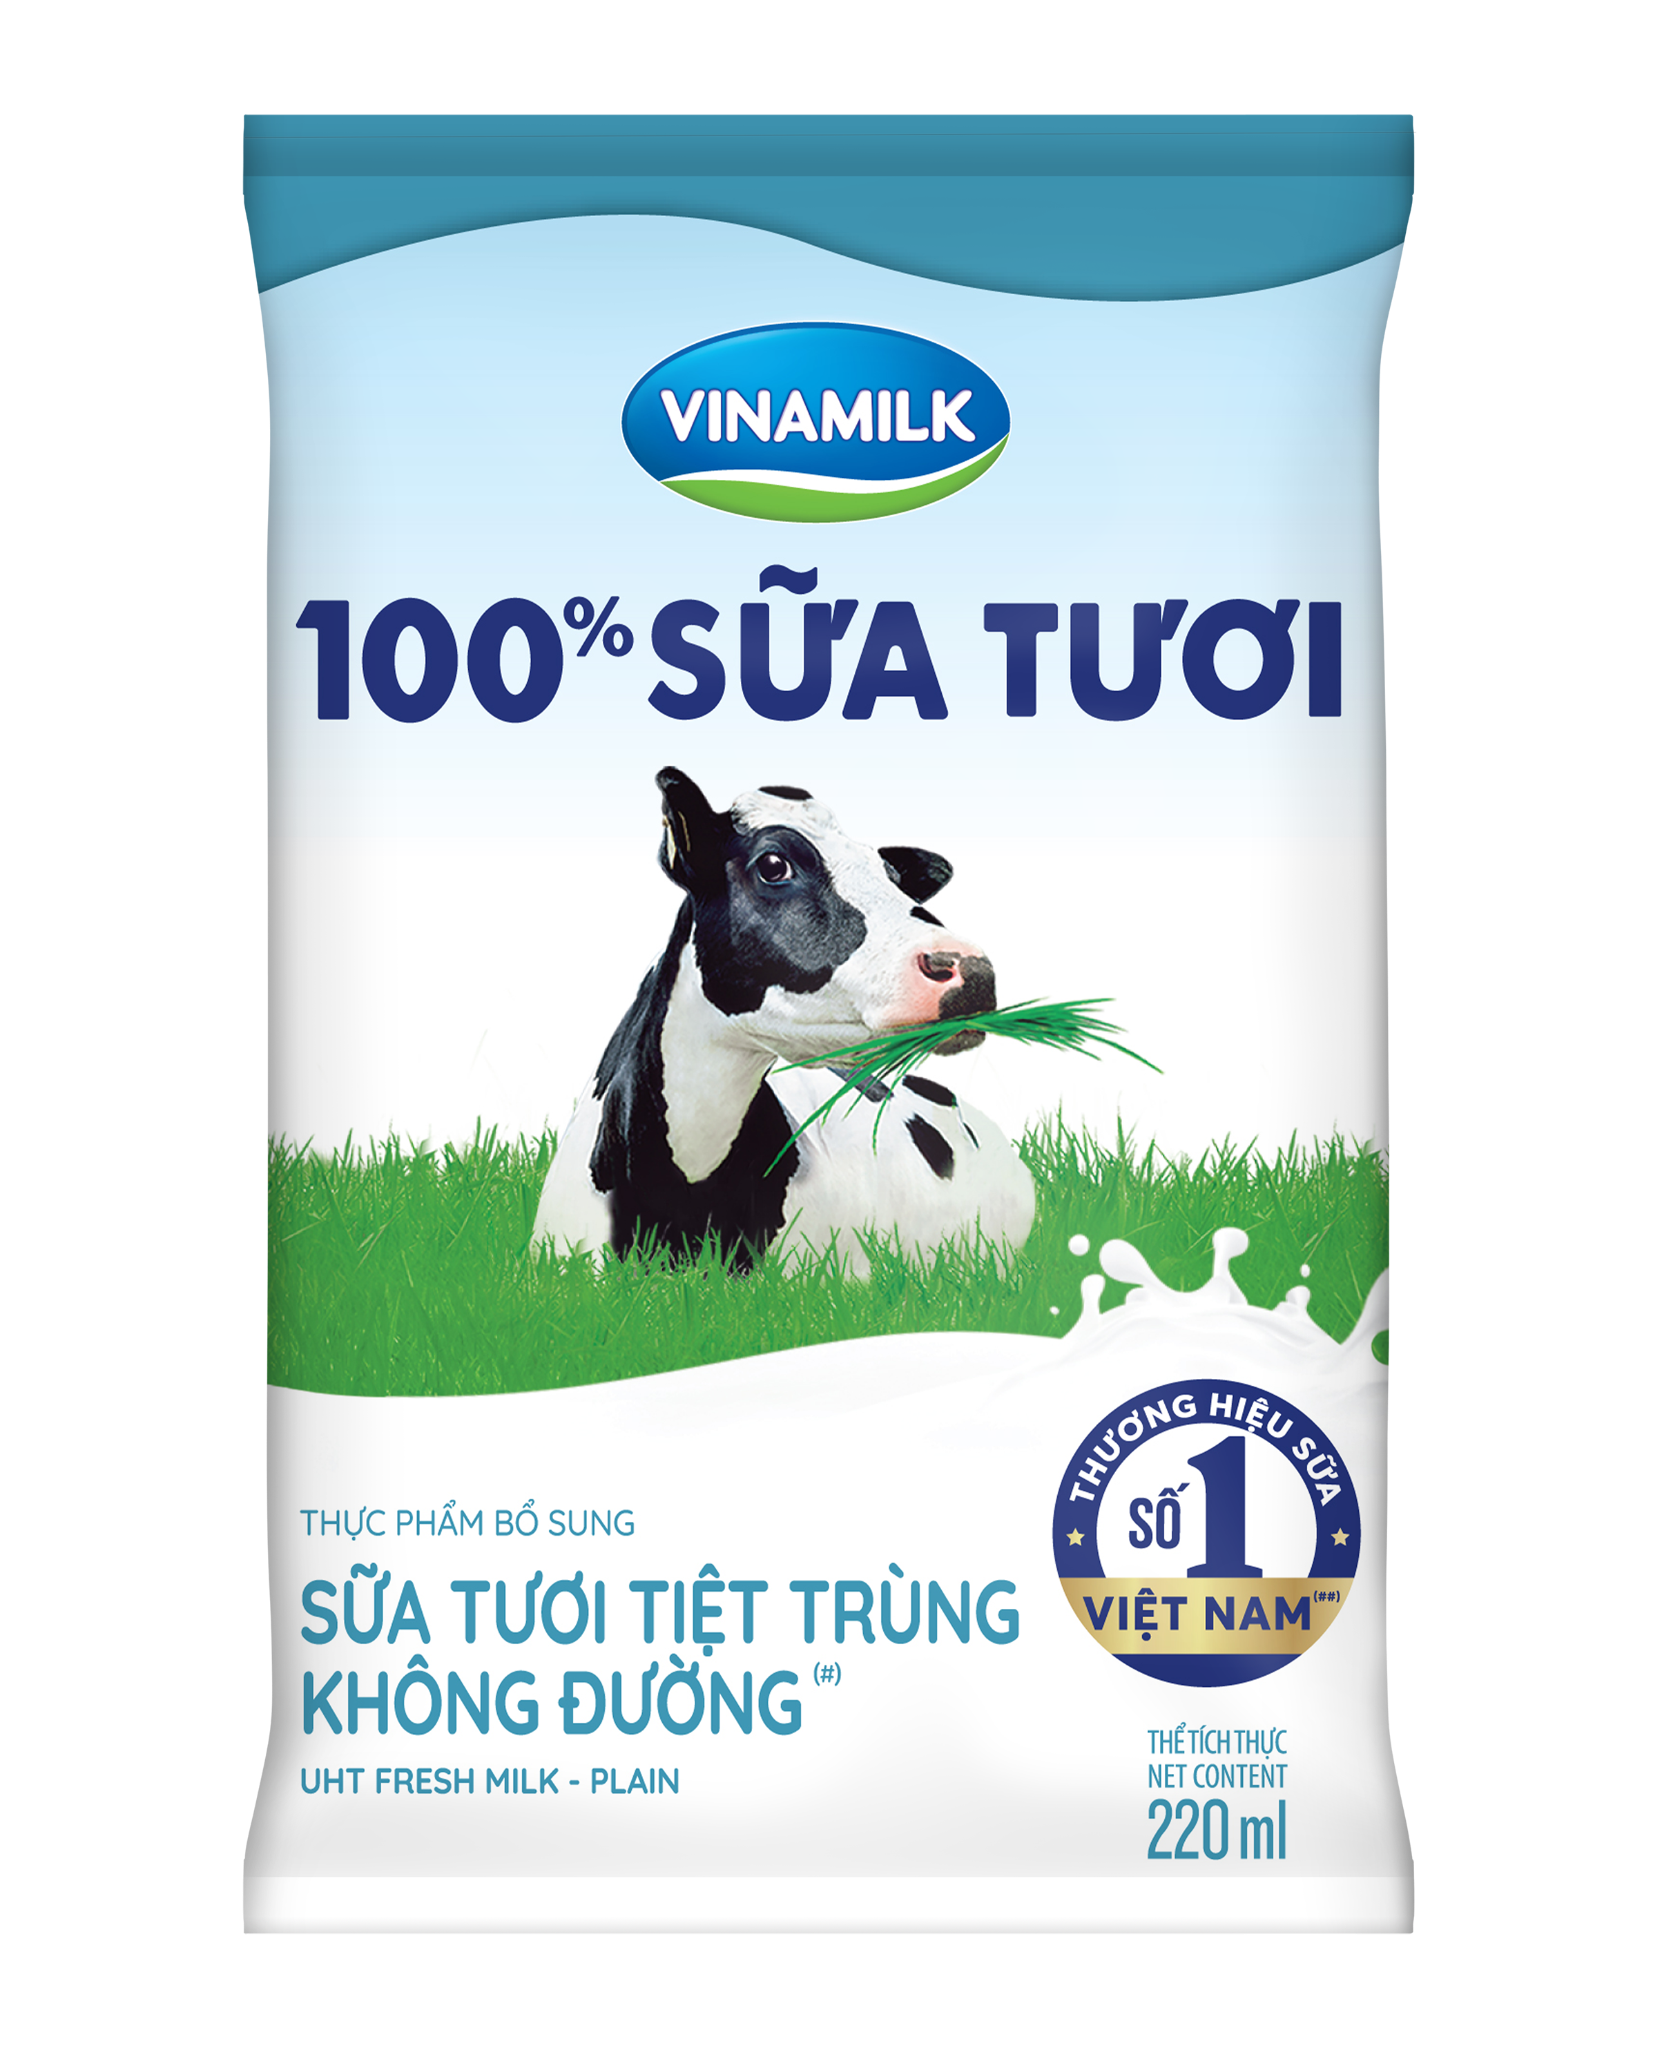 VINAMILK
100% SỮA TƯƠI
THƯƠNG HIỆU SỮA
SỐ 1
VIỆT NAM(##)
THỰC PHẨM BỔ SUNG
SỮA TƯƠI TIỆT TRÙNG
KHÔNG ĐƯỜNG(#)
UHT FRESH MILK - PLAIN
THỂ TÍCH THỰC
NET CONTENT
220 ml